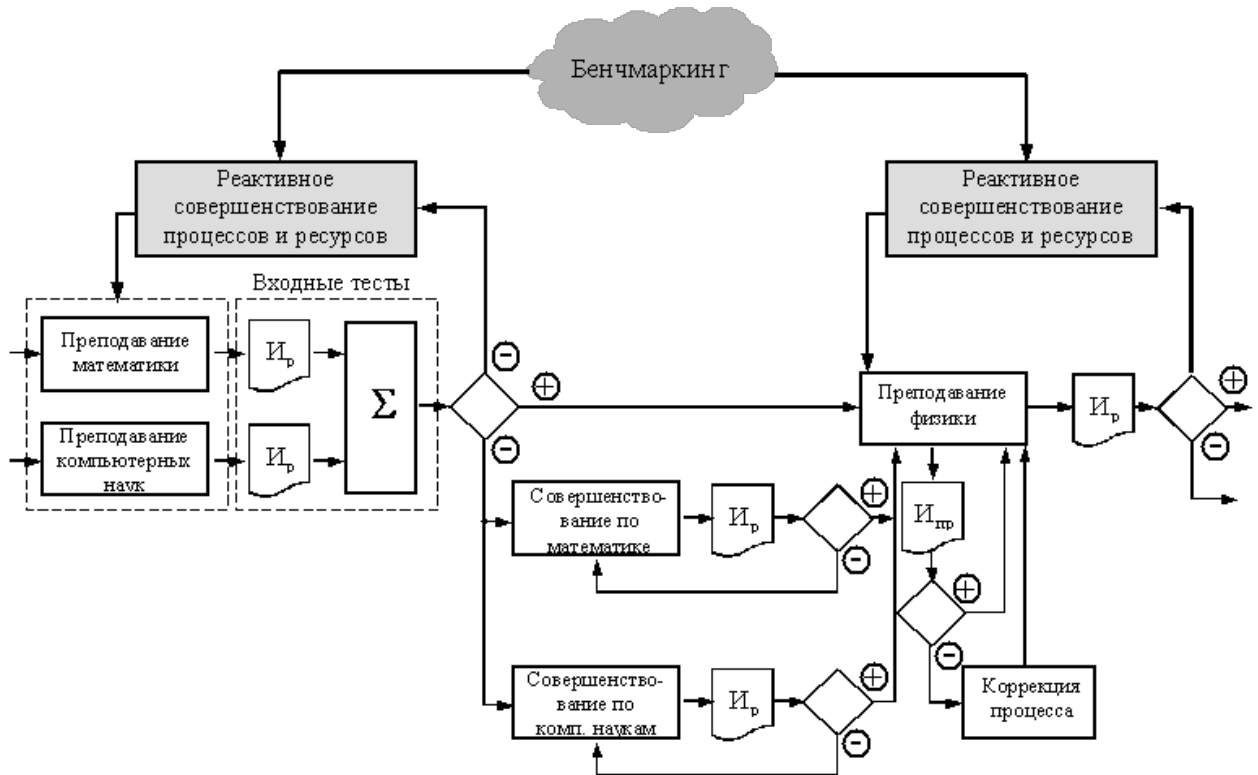 Бенчмаркинг
Реактивное
совершенствование
процессов и ресурсов
Реактивное
совершенствование
процессов и ресурсов
Входные тесты
Преподавание
математики
Ир
Σ
Преподавание
компьютерных
наук
Ир
−
+
−
Преподавание
физики
Ир
+
−
Совершенство-
вание по
математике
Ир
+
−
Ипр
+
−
Совершенство-
вание по
комп. наукам
Ир
+
−
Коррекция
процесса